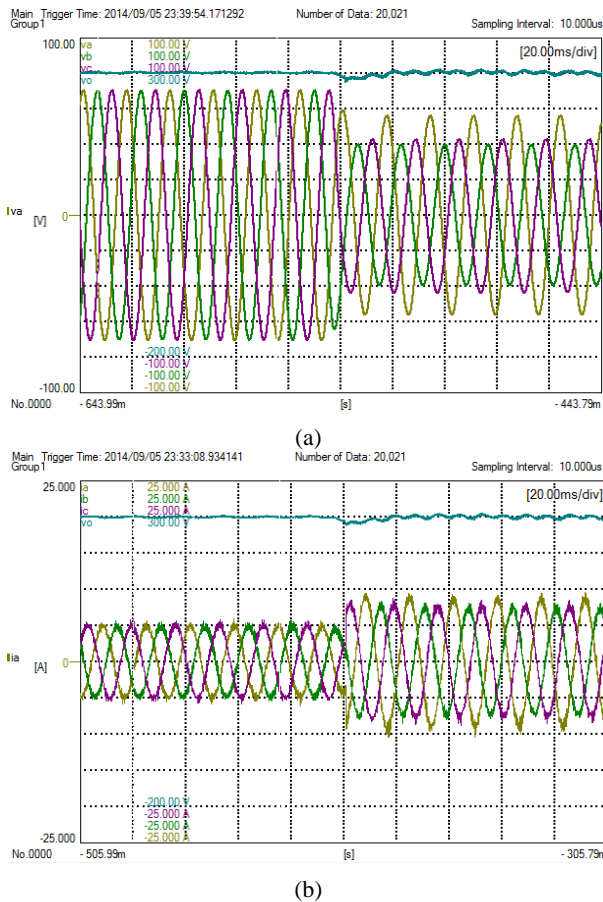 Main Trigger Time: 2014/09/05 23:39:54.171292 Number of Data: 20,021
Group1 Sampling Interval: 10.000us
100.00 va 100.00 V [20.00ms/div]
vb 100.00 V
vc 100.00 V
vo 300.00 V
va [V] 0
-200.00 V
-100.00 V
-100.00 V
-100.00 -100.00 V
No.0000 - 643.99m [s] - 443.79m
(a)
Main Trigger Time: 2014/09/05 23:33:08.934141 Number of Data: 20,021
Group1 Sampling Interval: 10.000us
25.000 ia 25.000 A [20.00ms/div]
ib 25.000 A
ic 25.000 A
vo 300.00 V
ia [A] 0
-200.00 V
-25.000 A
-25.000 A
-25.000 -25.000 A
No.0000 - 505.99m [s] - 305.79m
(b)